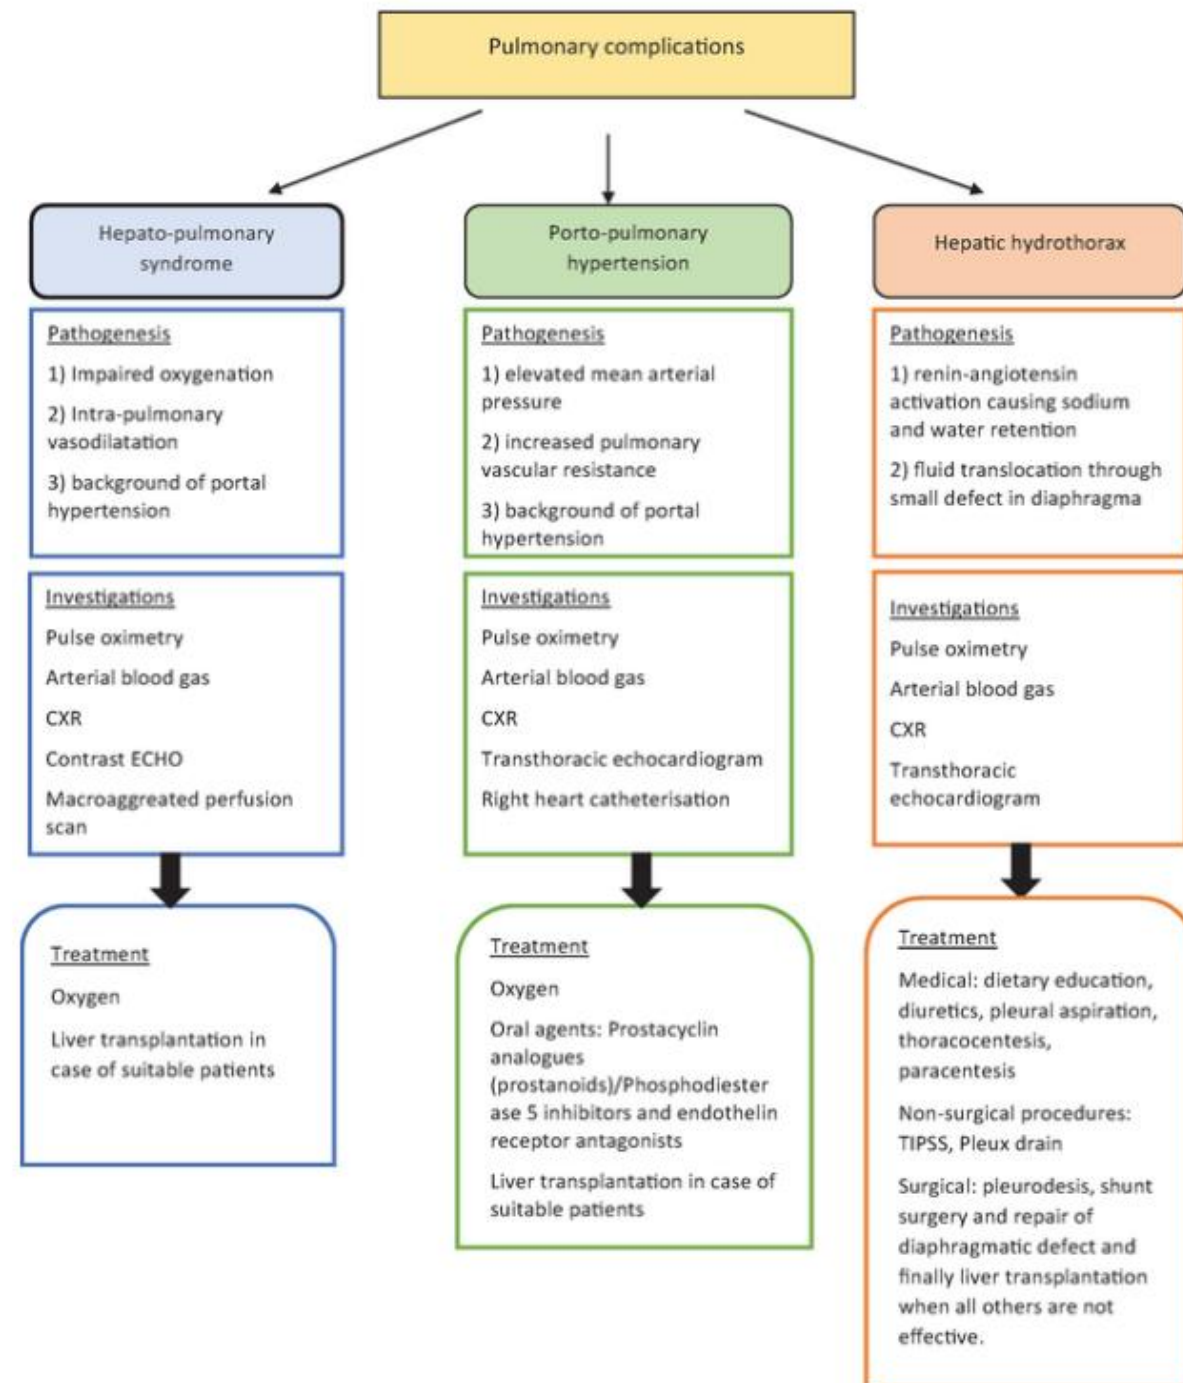 Pulmonary complications
Hepato-pulmonary
syndrome
Pathogenesis
1) Impaired oxygenation
2) Intra-pulmonary
vasodilatation
3) background of portal
hypertension
Investigations
Pulse oximetry
Arterial blood gas
CXR
Contrast ECHO
Macroaggreated perfusion
scan
Treatment
Oxygen
Liver transplantation in
case of suitable patients
Porto-pulmonary
hypertension
Pathogenesis
1) elevated mean arterial
pressure
2) increased pulmonary
vascular resistance
3) background of portal
hypertension
Investigations
Pulse oximetry
Arterial blood gas
CXR
Transthoracic echocardiogram
Right heart catheterisation
Treatment
Oxygen
Oral agents: Prostacyclin
analogues
(prostanoids)/Phosphodiester
ase 5 inhibitors and endothelin
receptor antagonists
Liver transplantation in case of
suitable patients
Hepatic hydrothorax
Pathogenesis
1) renin-angiotensin
activation causing sodium
and water retention
2) fluid translocation through
small defect in diaphragma
Investigations
Pulse oximetry
Arterial blood gas
CXR
Transthoracic
echocardiogram
Treatment
Medical: dietary education,
diuretics, pleural aspiration,
thoracocentesis,
paracentesis
Non-surgical procedures:
TIPSS, Pleux drain
Surgical: pleurodesis, shunt
surgery and repair of
diaphragmatic defect and
finally liver transplantation
when all others are not
effective.